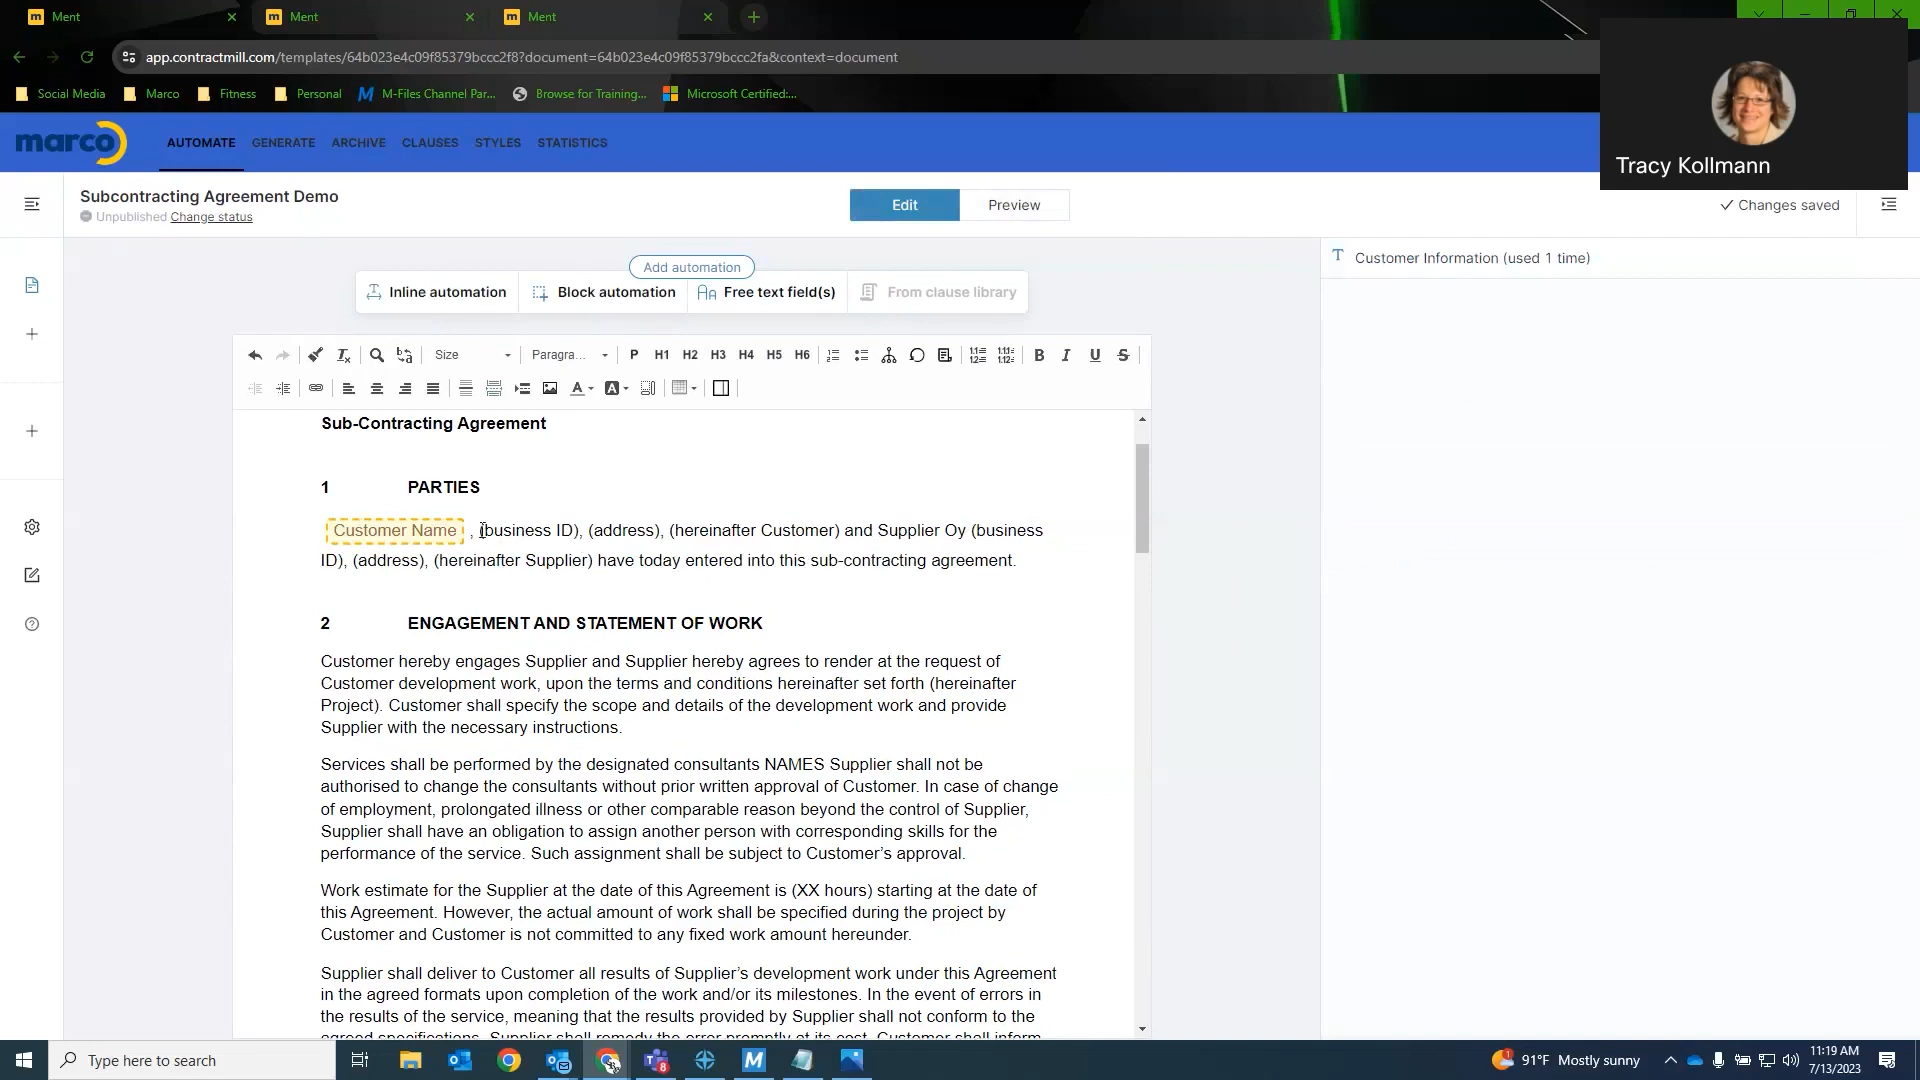 Ment
Ment
Ment
app.contractmill.com/templates/64b023e4c09f85379bccc2f8?document=64b023e4c09f85379bccc2fa&context=document
Social Media
Marco
Fitness
Personal
M-Files Channel Par...
Browse for Training...
Microsoft Certified:...
marco
AUTOMATE
GENERATE
ARCHIVE
CLAUSES
STYLES
STATISTICS
Tracy Kollmann
Subcontracting Agreement Demo
Unpublished Change status
Edit
Preview
Changes saved
Add automation
Inline automation
Block automation
Free text field(s)
From clause library
Customer Information (used 1 time)
Size
Paragra...
P H1 H2 H3 H4 H5 H6
B I U S
Sub-Contracting Agreement
1 PARTIES
Customer Name , (business ID), (address), (hereinafter Customer) and Supplier Oy (business
ID), (address), (hereinafter Supplier) have today entered into this sub-contracting agreement.
2 ENGAGEMENT AND STATEMENT OF WORK
Customer hereby engages Supplier and Supplier hereby agrees to render at the request of
Customer development work, upon the terms and conditions hereinafter set forth (hereinafter
Project). Customer shall specify the scope and details of the development work and provide
Supplier with the necessary instructions.
Services shall be performed by the designated consultants NAMES Supplier shall not be
authorised to change the consultants without prior written approval of Customer. In case of change
of employment, prolongated illness or other comparable reason beyond the control of Supplier,
Supplier shall have an obligation to assign another person with corresponding skills for the
performance of the service. Such assignment shall be subject to Customer's approval.
Work estimate for the Supplier at the date of this Agreement is (XX hours) starting at the date of
this Agreement. However, the actual amount of work shall be specified during the project by
Customer and Customer is not committed to any fixed work amount hereunder.
Supplier shall deliver to Customer all results of Supplier's development work under this Agreement
in the agreed formats upon completion of the work and/or its milestones. In the event of errors in
the results of the service, meaning that the results provided by Supplier shall not conform to the
agreed specifications, Supplier shall remedy the error promptly at its cost. Customer shall inform
Type here to search
91°F Mostly sunny
11:19 AM
7/13/2023